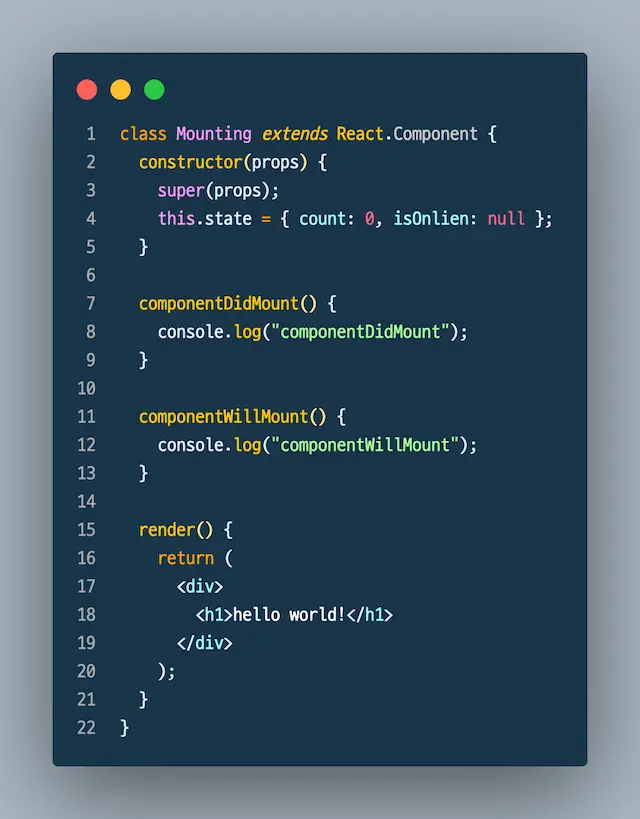 1 class Mounting extends React.Component {
2   constructor(props) {
3     super(props);
4     this.state = { count: 0, isOnlien: null };
5   }
6
7   componentDidMount() {
8     console.log("componentDidMount");
9   }
10
11   componentWillMount() {
12     console.log("componentWillMount");
13   }
14
15   render() {
16     return (
17       <div>
18         <h1>hello world!</h1>
19       </div>
20     );
21   }
22 }